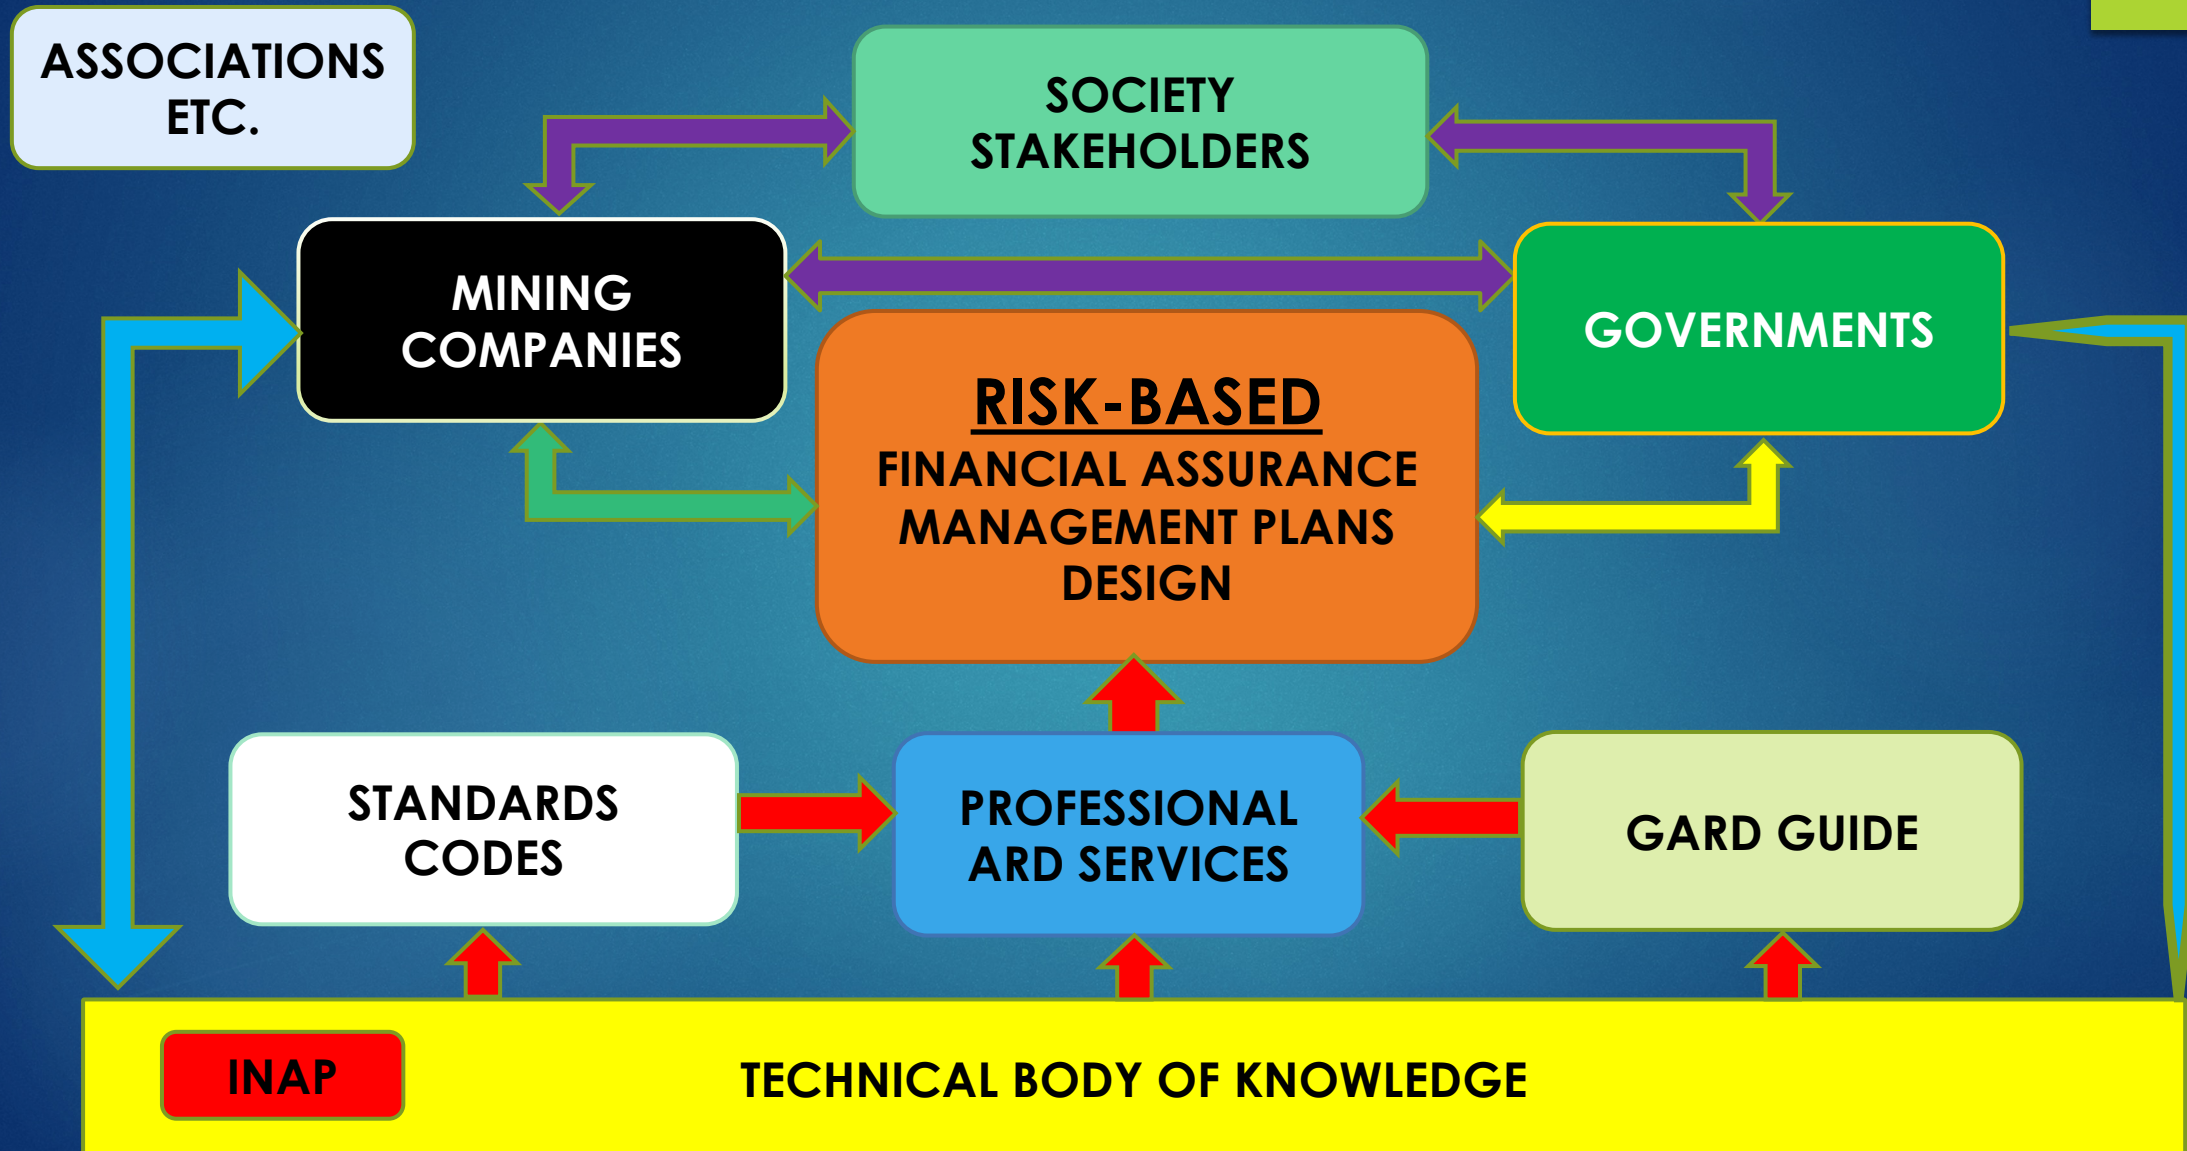 ASSOCIATIONS
ETC.
SOCIETY
STAKEHOLDERS
MINING
COMPANIES
GOVERNMENTS
RISK-BASED
FINANCIAL ASSURANCE
MANAGEMENT PLANS
DESIGN
STANDARDS
CODES
PROFESSIONAL
ARD SERVICES
GARD GUIDE
INAP
TECHNICAL BODY OF KNOWLEDGE